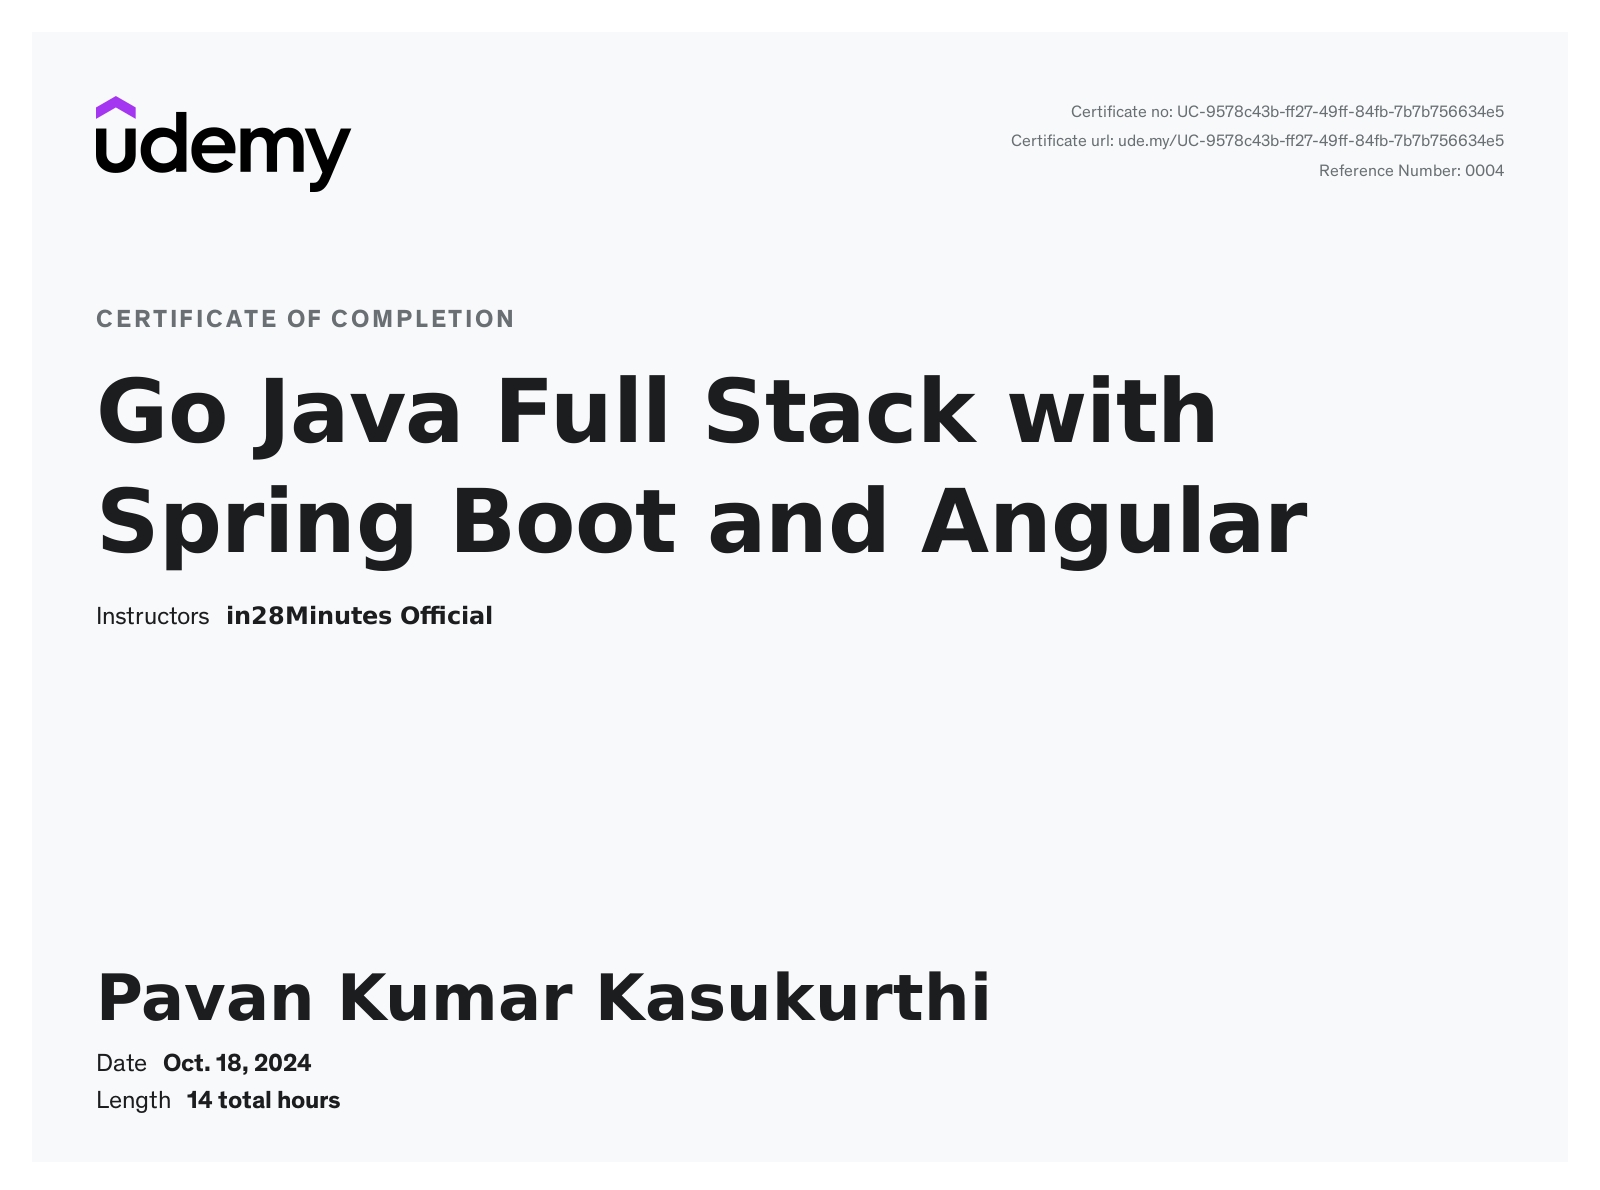 udemy
Certificate no: UC-9578c43b-ff27-49ff-84fb-7b7b756634e5
Certificate url: ude.my/UC-9578c43b-ff27-49ff-84fb-7b7b756634e5
Reference Number: 0004
CERTIFICATE OF COMPLETION
Go Java Full Stack with
Spring Boot and Angular
Instructors in28Minutes Official
Pavan Kumar Kasukurthi
Date Oct. 18, 2024
Length 14 total hours